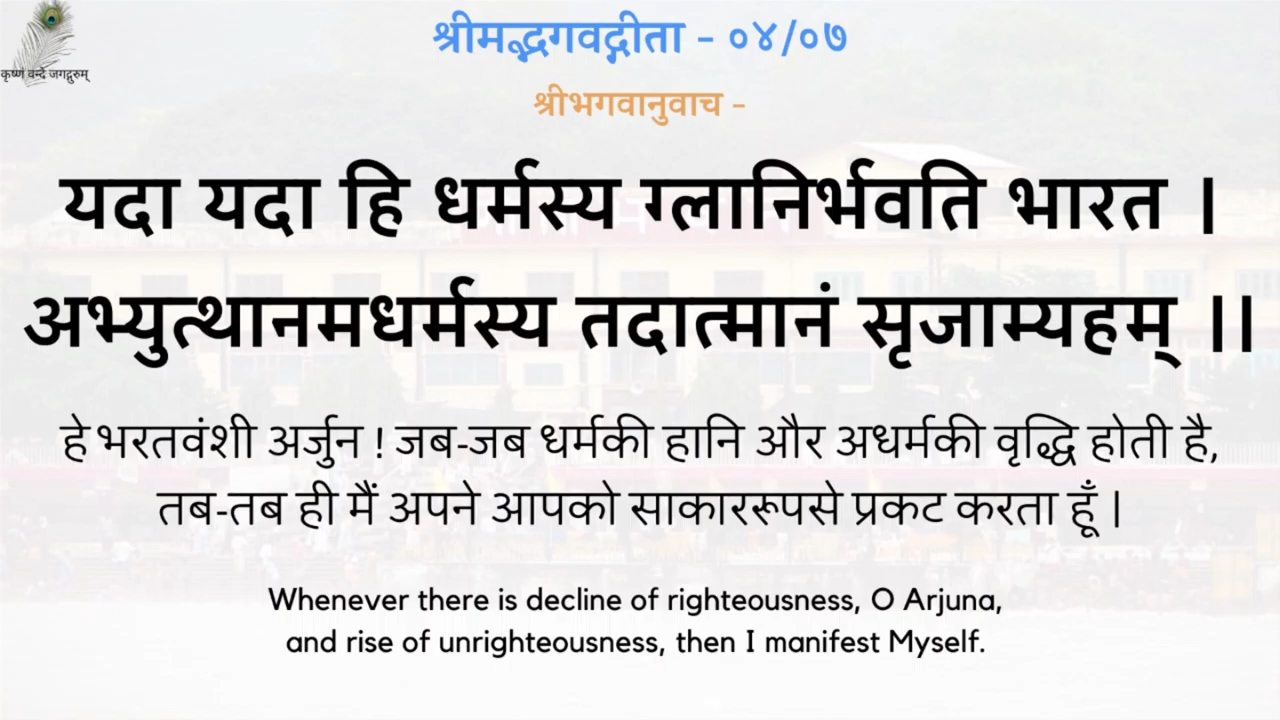 श्रीमद्भगवद्गीता - ०४/०७
कृष्णं वन्दे जगद्गुरुम्
श्रीभगवानुवाच -
यदा यदा हि धर्मस्य ग्लानिर्भवति भारत ।
अभ्युत्थानमधर्मस्य तदात्मानं सृजाम्यहम् ।।
हे भरतवंशी अर्जुन ! जब-जब धर्मकी हानि और अधर्मकी वृद्धि होती है,
तब-तब ही मैं अपने आपको साकाररूपसे प्रकट करता हूँ ।
Whenever there is decline of righteousness, O Arjuna,
and rise of unrighteousness, then I manifest Myself.